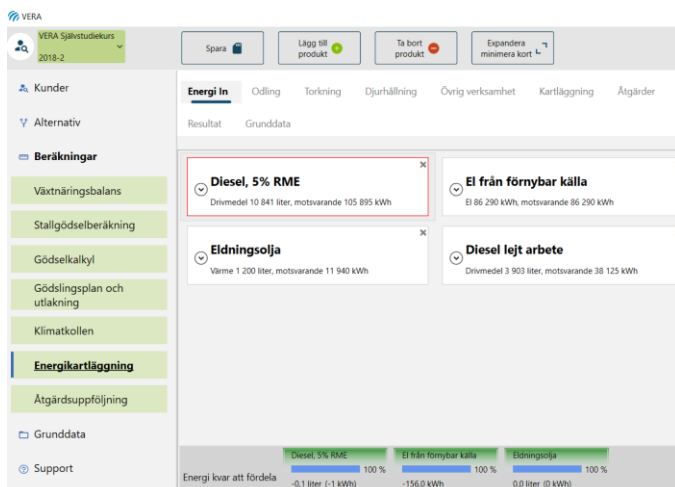 VERA
VERA Självstudiekurs
2018-2
Spara
Lägg till
produkt
Ta bort
produkt
Expandera
minimera kort
Kunder
Alternativ
Beräkningar
Växtnäringsbalans
Stallgödselberäkning
Gödselkalkyl
Gödslingsplan och
utlakning
Klimatkollen
Energikartläggning
Åtgärdsuppföljning
Grunddata
Support
Energi In Odling Torkning Djurhållning Övrig verksamhet Kartläggning Åtgärder
Resultat Grunddata
Diesel, 5% RME
Drivmedel 10 841 liter, motsvarande 105 895 kWh
El från förnybar källa
El 86 290 kWh, motsvarande 86 290 kWh
Eldningsolja
Värme 1 200 liter, motsvarande 11 940 kWh
Diesel lejt arbete
Drivmedel 3 903 liter, motsvarande 38 125 kWh
Energi kvar att fördela
Diesel, 5% RME
100 %
-0,1 liter (-1 kWh)
El från förnybar källa
100 %
-156,0 kWh
Eldningsolja
100 %
0,0 liter (0 kWh)